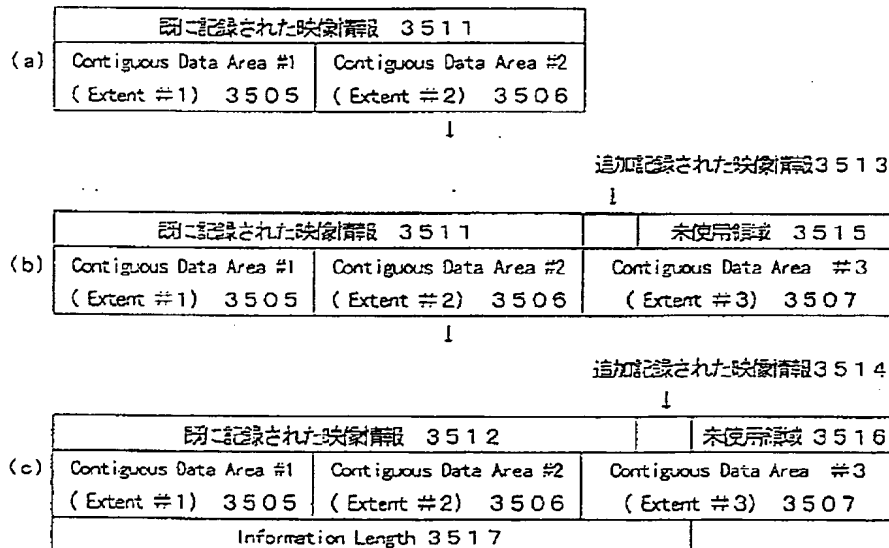 既に記録された映像情報 3511
(a)
Contiguous Data Area #1
Contiguous Data Area #2
(Extent #1) 3505
(Extent #2) 3506
↓
追加記録された映像情報3513
↓
既に記録された映像情報 3511
未使用領域 3515
(b)
Contiguous Data Area #1
Contiguous Data Area #2
Contiguous Data Area #3
(Extent #1) 3505
(Extent #2) 3506
(Extent #3) 3507
↓
追加記録された映像情報3514
↓
既に記録された映像情報 3512
未使用領域 3516
(c)
Contiguous Data Area #1
Contiguous Data Area #2
Contiguous Data Area #3
(Extent #1) 3505
(Extent #2) 3506
(Extent #3) 3507
Information Length 3517